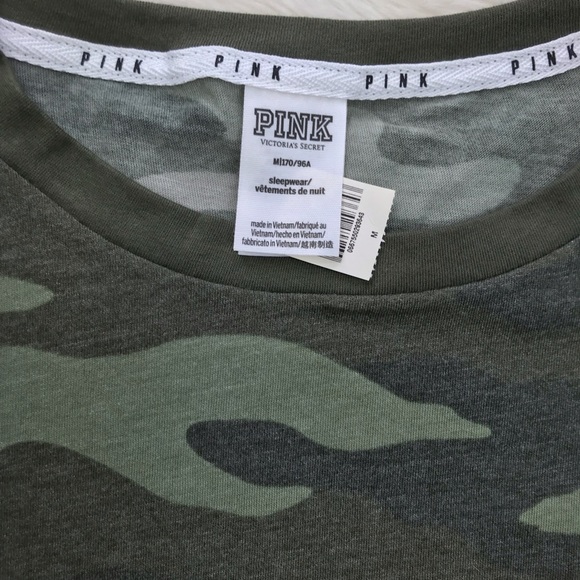 PINK PINK PINK PINK
PINK
VICTORIA'S SECRET
M|170/96A
sleepwear/
vêtements de nuit
made in Vietnam/fabriqué au
Vietnam/hecho en Vietnam/
fabbricato in Vietnam/越南制造
M